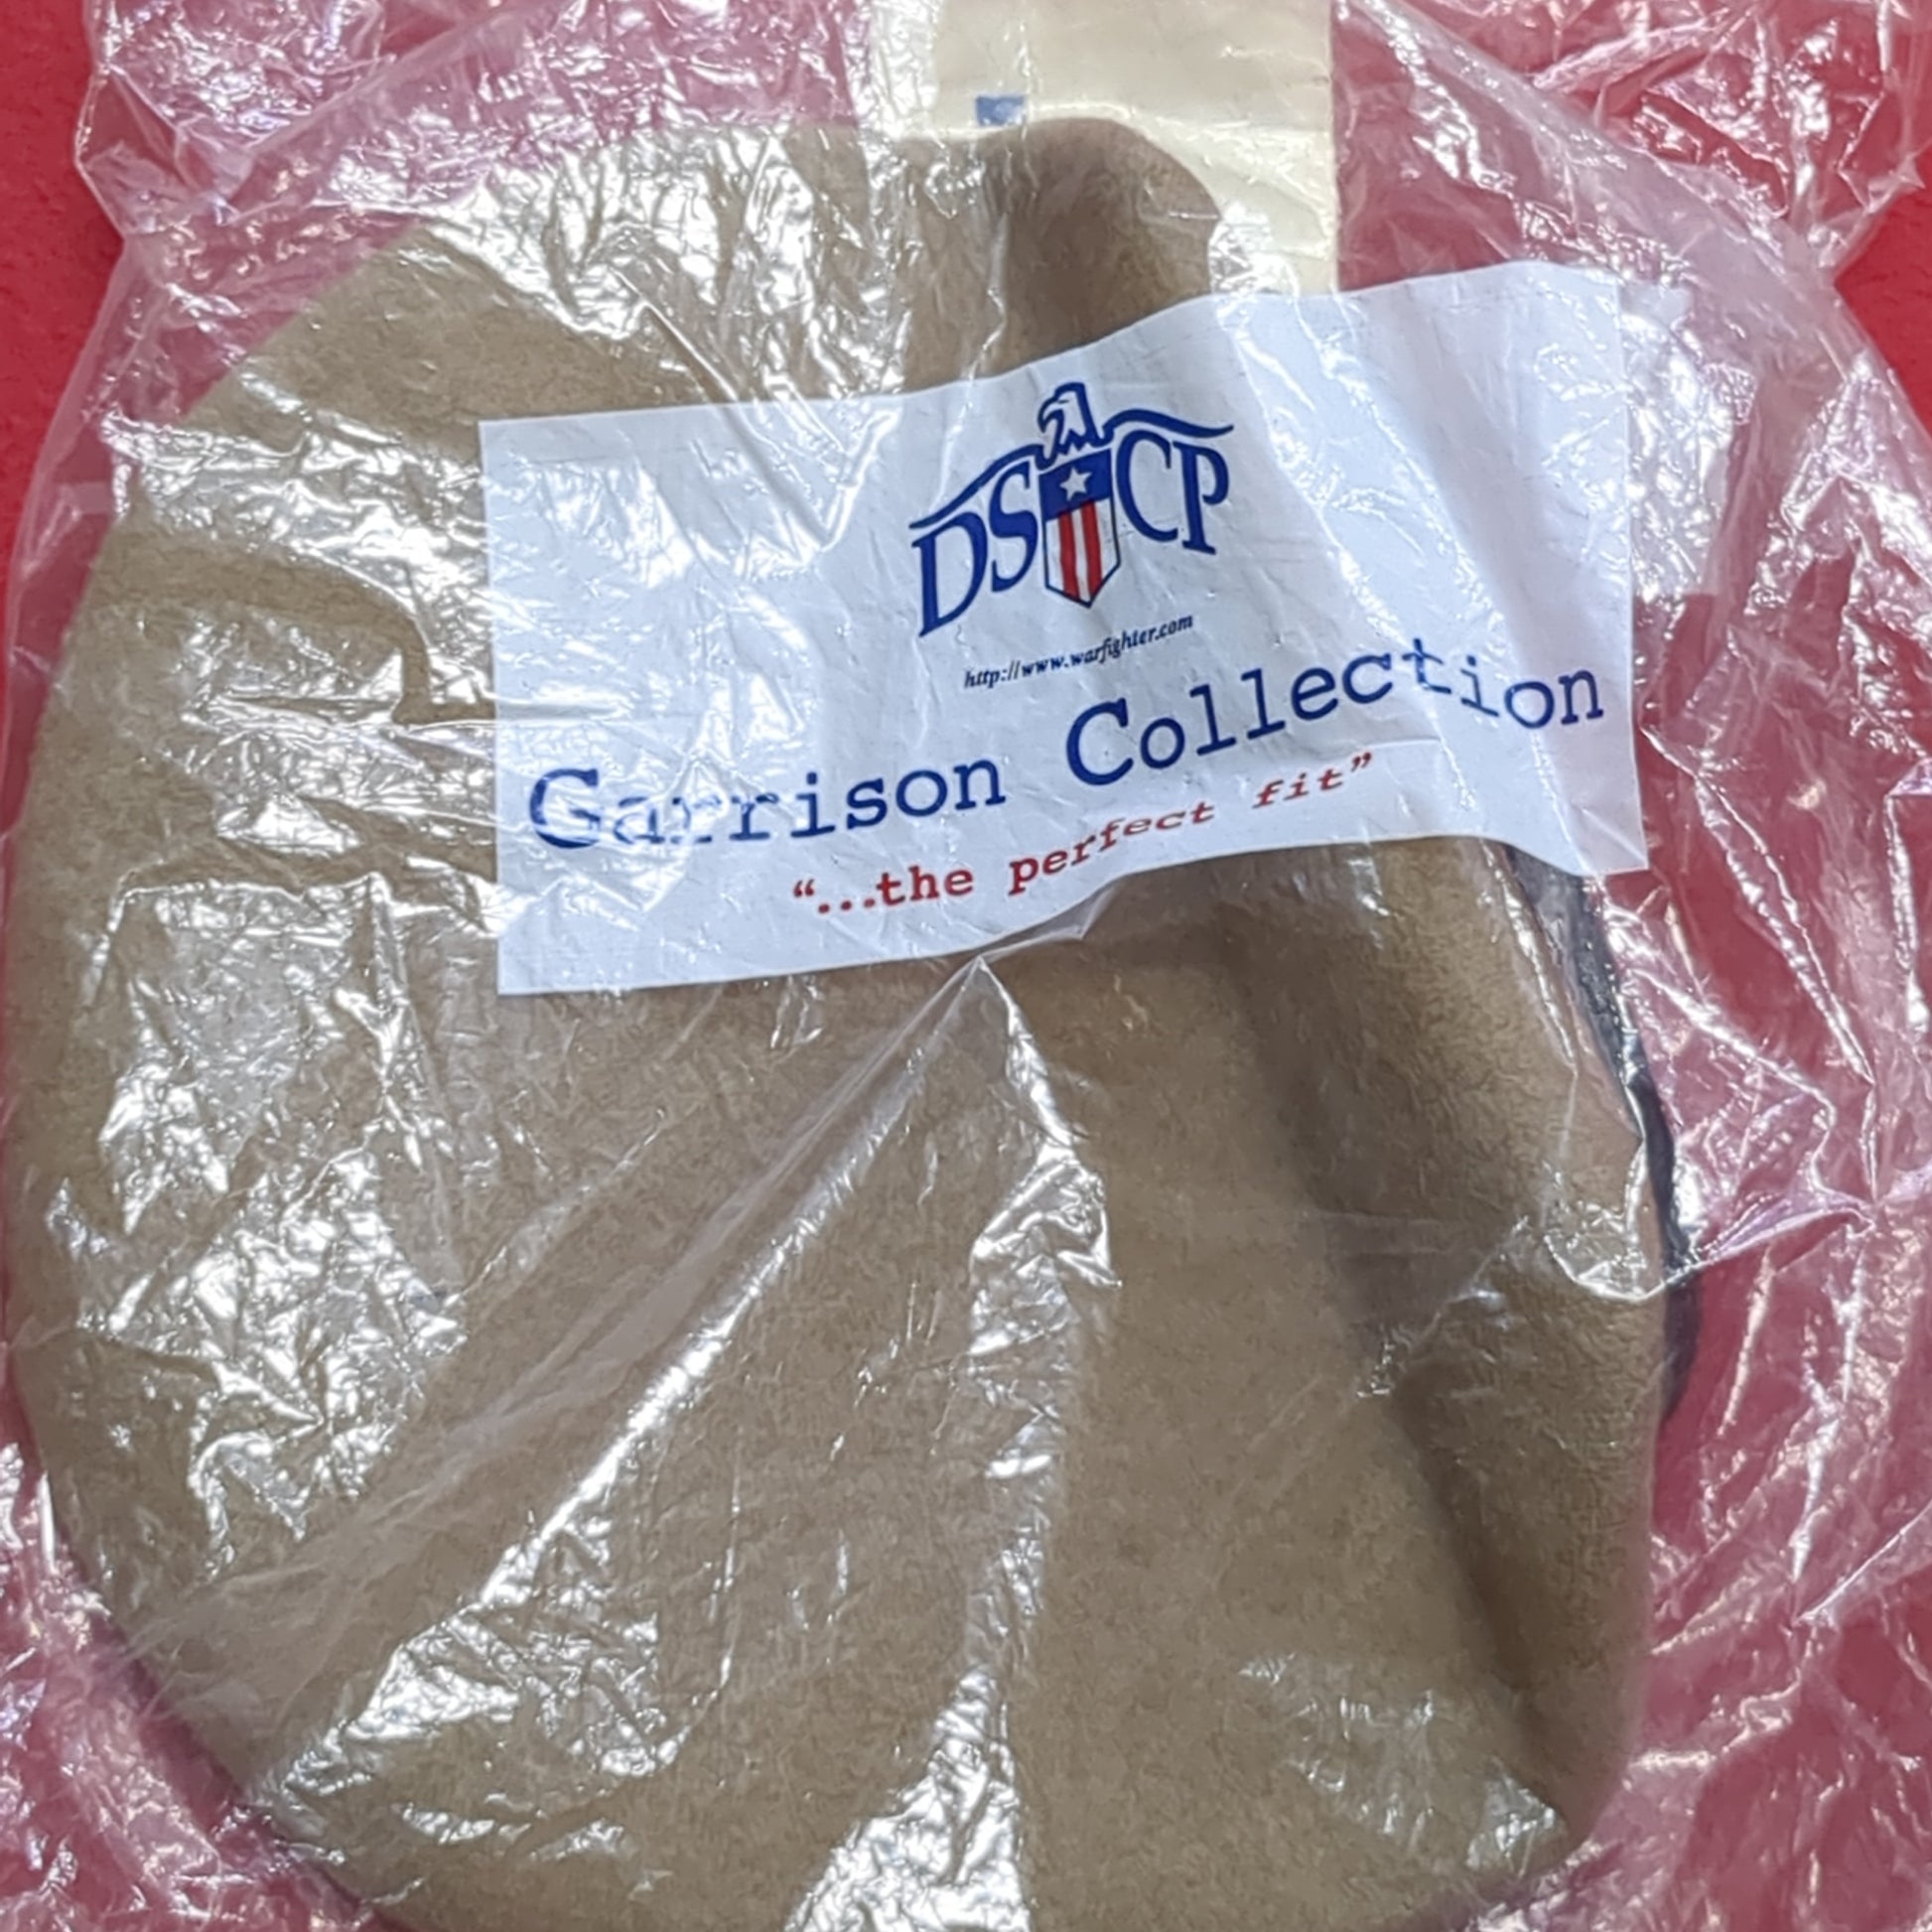 DSCP
http://www.warfighter.com
Garrison Collection
“...the perfect fit”